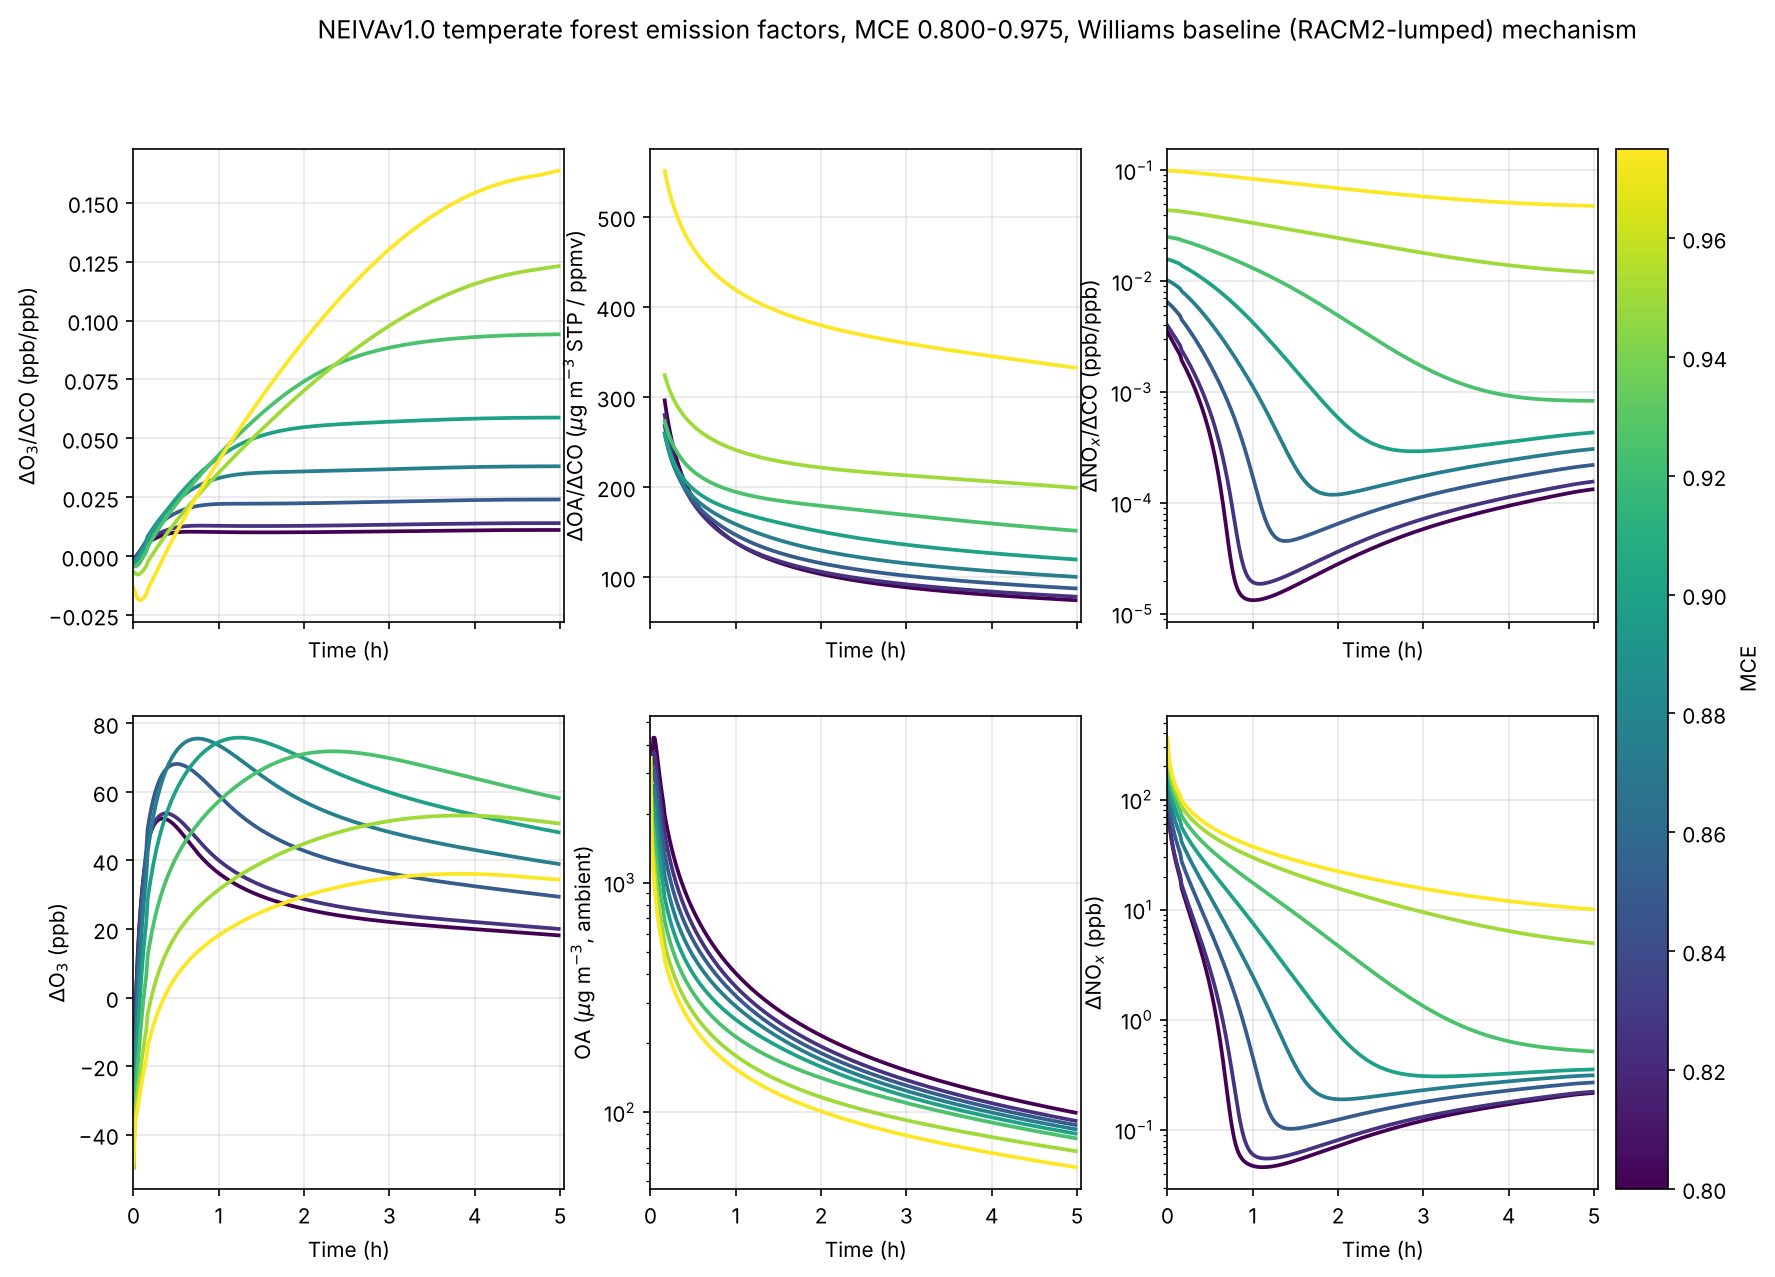 NEIVAv1.0 temperate forest emission factors, MCE 0.800-0.975, Williams baseline (RACM2-lumped) mechanism
ΔO₃/ΔCO (ppb/ppb)
0.150
0.125
0.100
0.075
0.050
0.025
0.000
−0.025
Time (h)
ΔOA/ΔCO (μg m⁻³ STP / ppmv)
500
400
300
200
100
Time (h)
ΔNOₓ/ΔCO (ppb/ppb)
10⁻¹
10⁻²
10⁻³
10⁻⁴
10⁻⁵
Time (h)
ΔO₃ (ppb)
80
60
40
20
0
−20
−40
0 1 2 3 4 5
Time (h)
OA (μg m⁻³, ambient)
10³
10²
0 1 2 3 4 5
Time (h)
ΔNOₓ (ppb)
10²
10¹
10⁰
10⁻¹
0 1 2 3 4 5
Time (h)
0.96
0.94
0.92
0.90
0.88
0.86
0.84
0.82
0.80
MCE